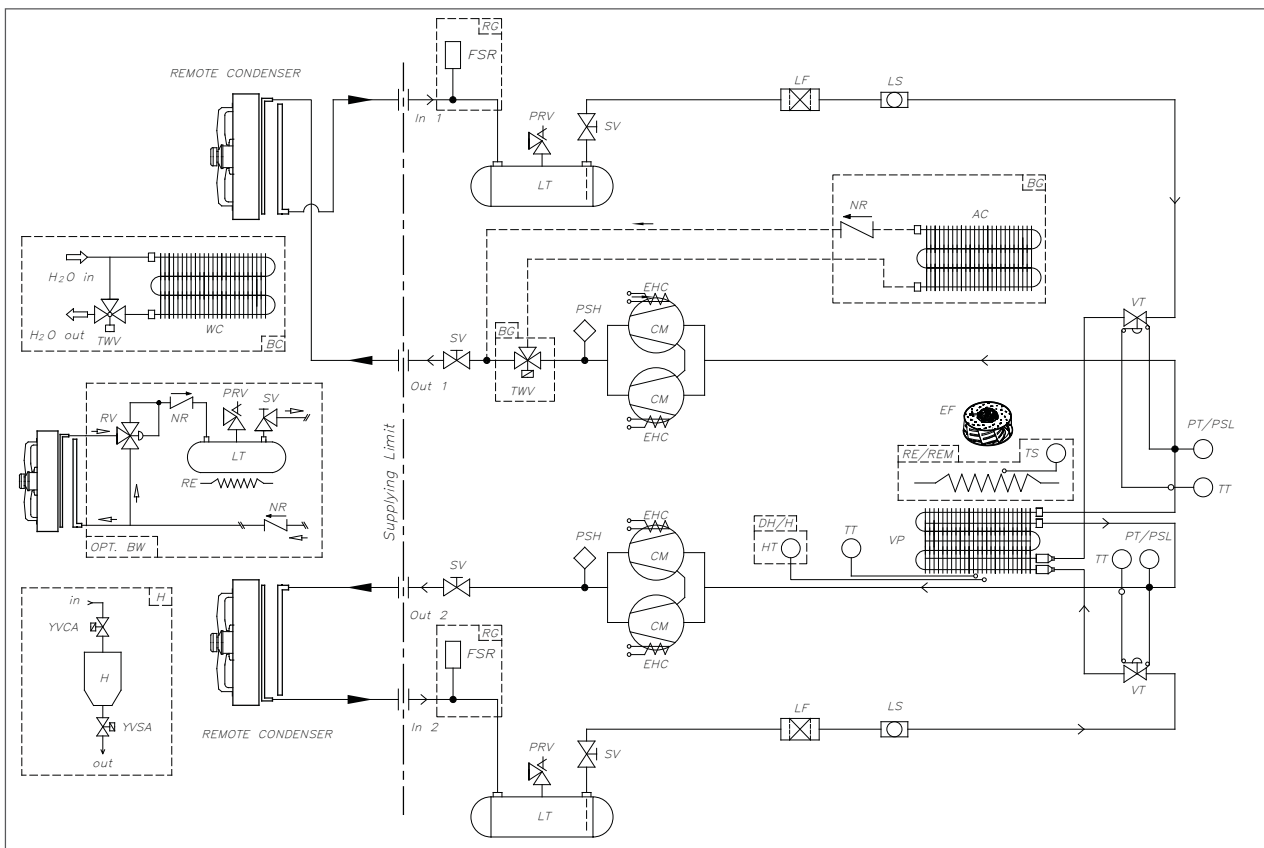 RG
FSR
REMOTE CONDENSER
LF
LS
In 1
PRV
SV
LT
BG
NR
AC
H₂O in
H₂O out
TWV
WC
BC
EHC
VT
PSH
CM
SV
BG
Out 1
TWV
CM
EHC
PRV
SV
RV
NR
LT
RE
NR
OPT. BW
Supplying Limit
EF
PT/PSL
RE/REM
TS
TT
EHC
PSH
CM
DH/H
HT
TT
VP
PT/PSL
TT
SV
Out 2
CM
EHC
RG
FSR
in
H
YVCA
H
YVSA
out
VT
In 2
REMOTE CONDENSER
LF
LS
PRV
SV
LT